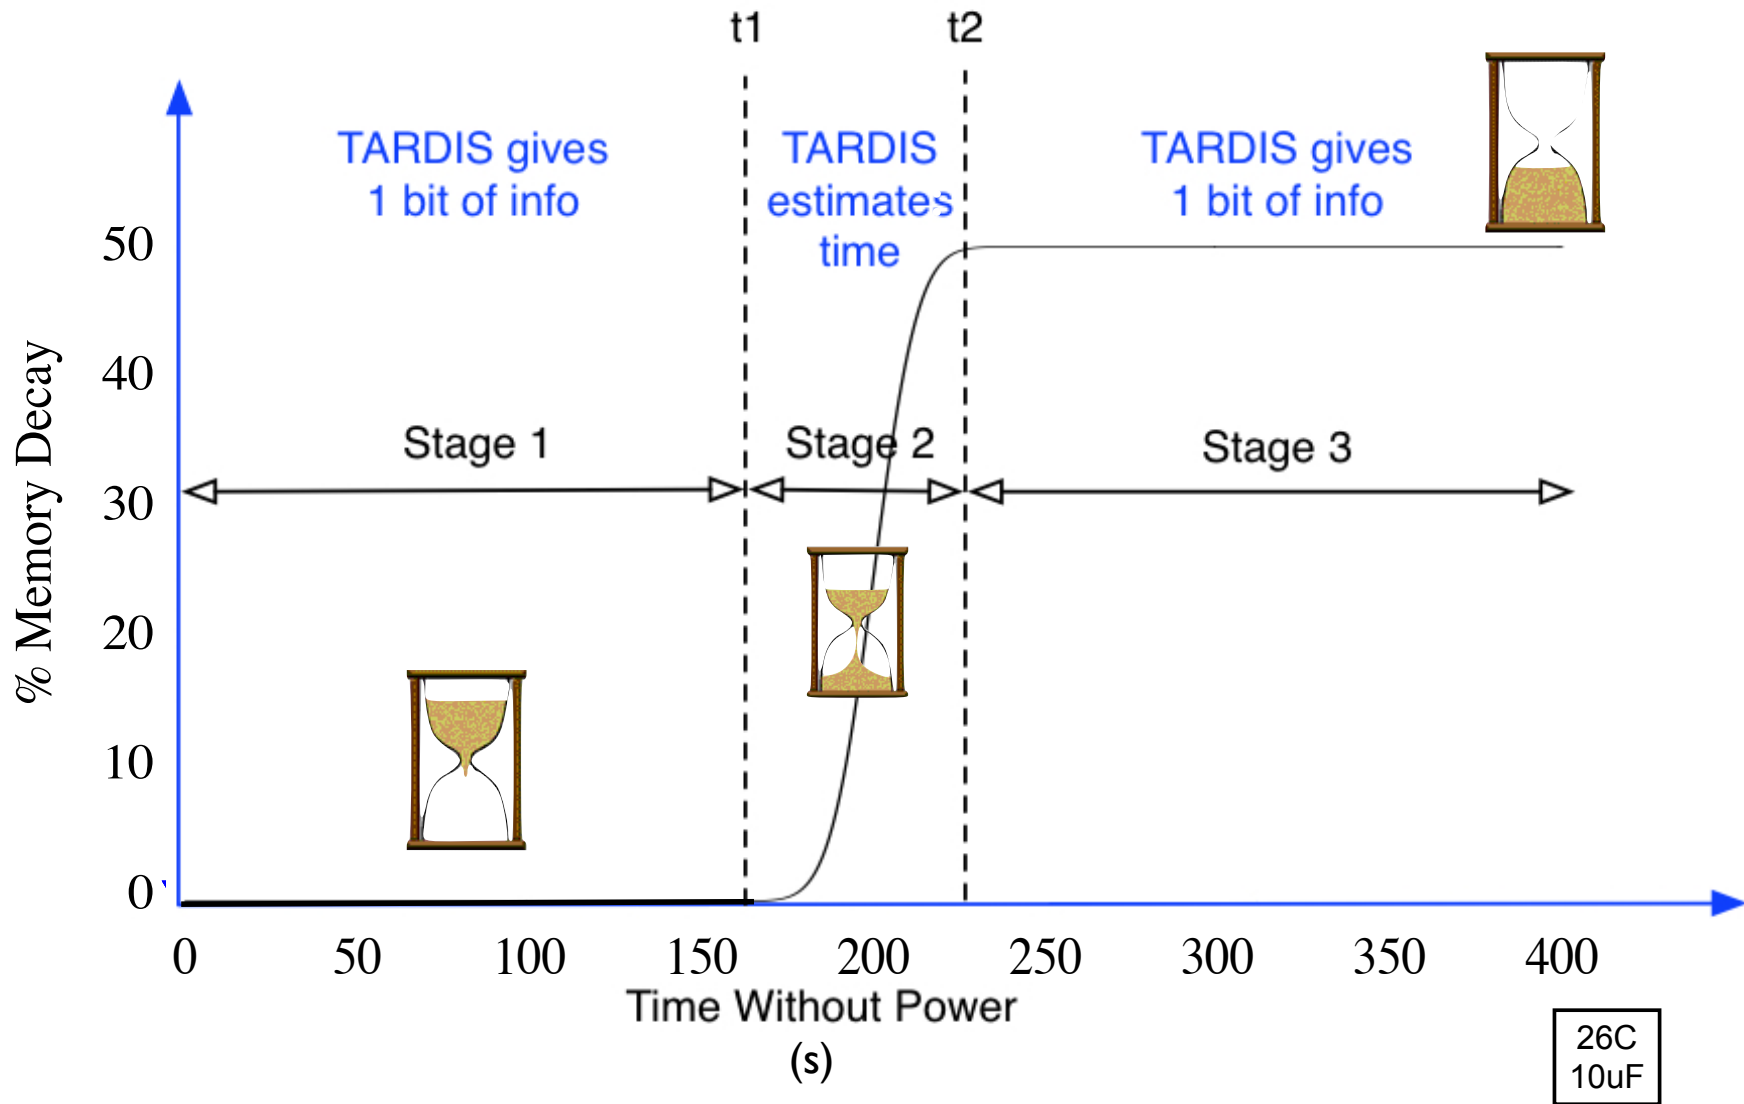 t1
t2
TARDIS gives
1 bit of info
TARDIS
estimates
time
TARDIS gives
1 bit of info
50
40
30
20
10
0
% Memory Decay
Stage 1
Stage 2
Stage 3
0 50 100 150 200 250 300 350 400
Time Without Power
(s)
26C
10uF